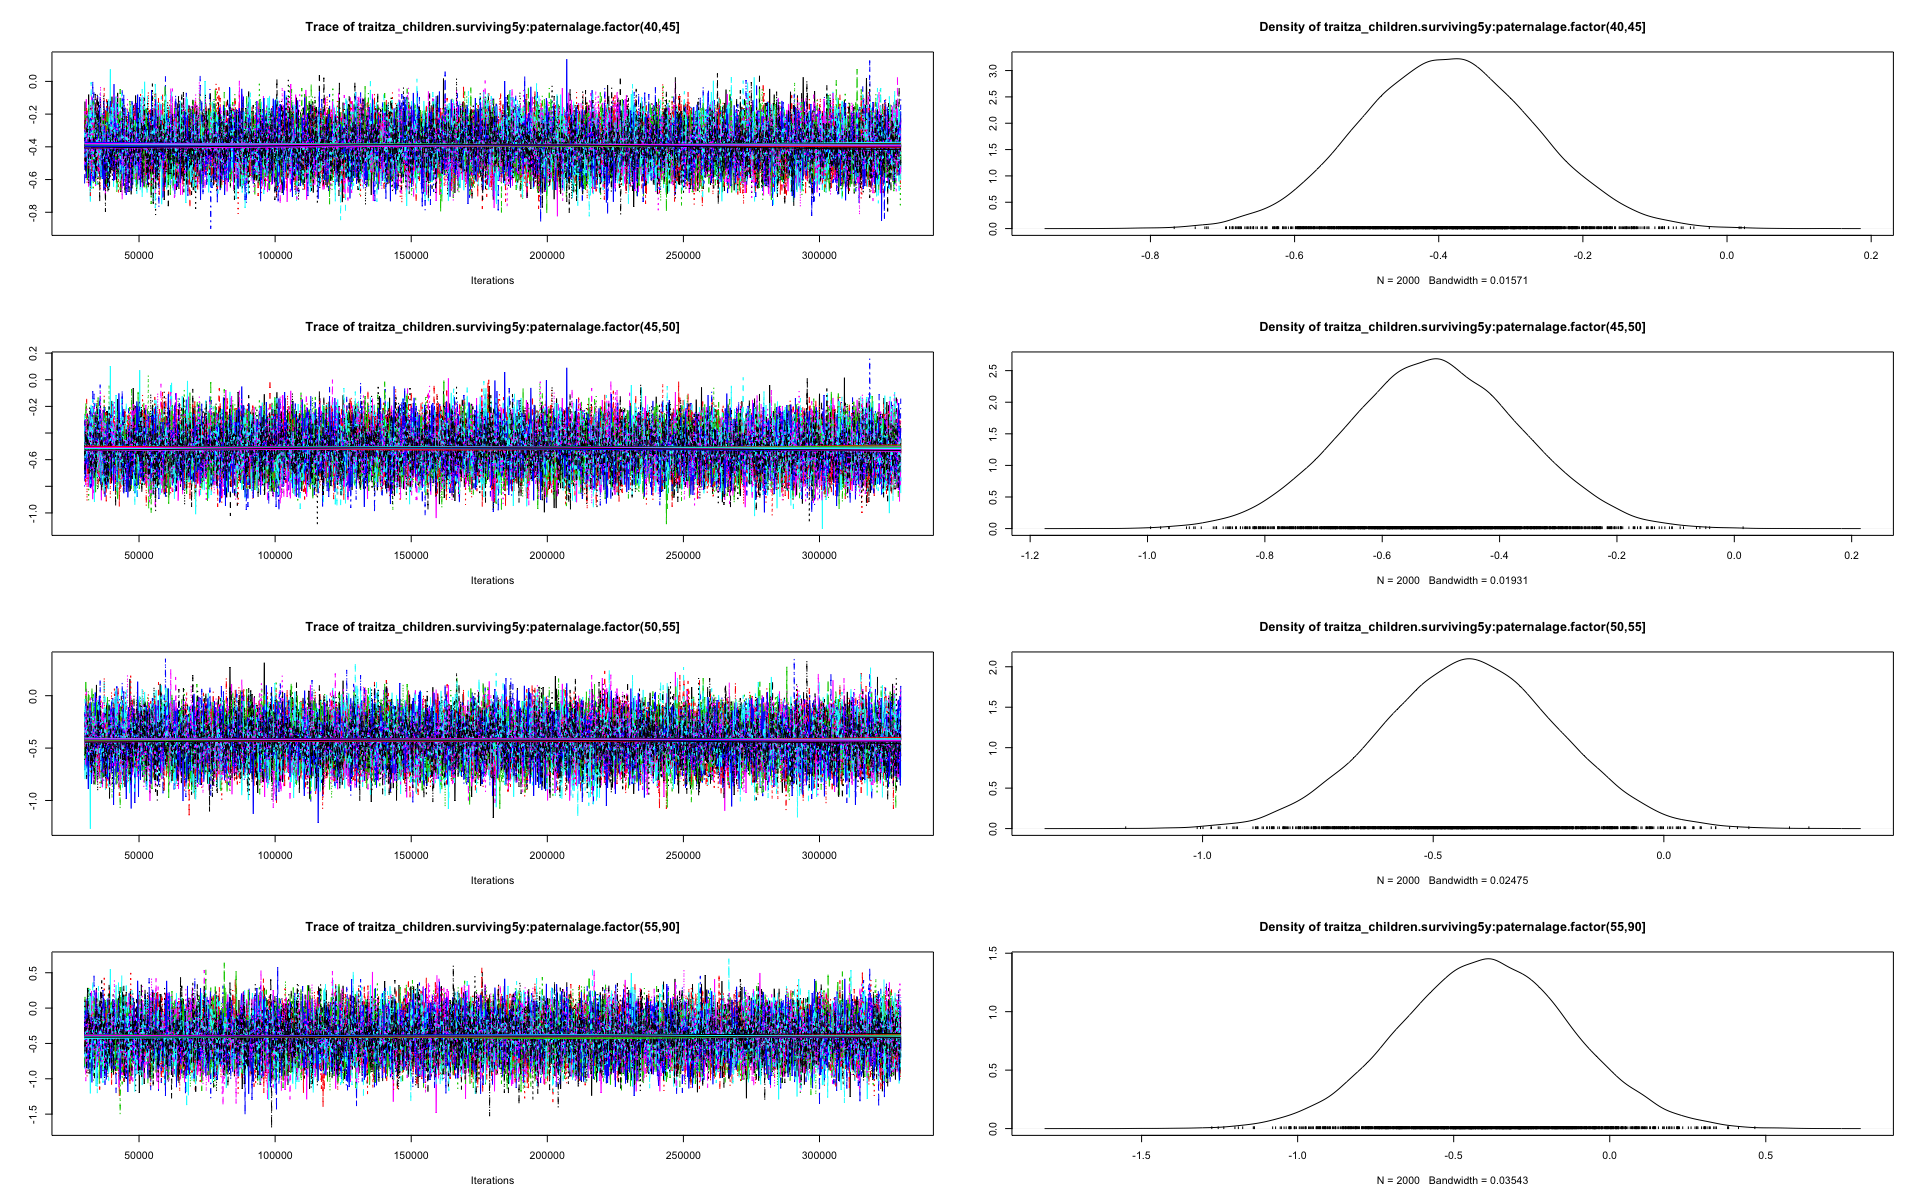 Trace of traitza_children.surviving5y:paternalage.factor(40,45]
0.0
-0.2
-0.4
-0.6
-0.8
50000 100000 150000 200000 250000 300000
Iterations
Density of traitza_children.surviving5y:paternalage.factor(40,45]
3.0
2.5
2.0
1.5
1.0
0.5
0.0
-0.8 -0.6 -0.4 -0.2 0.0 0.2
N = 2000 Bandwidth = 0.01571
Trace of traitza_children.surviving5y:paternalage.factor(45,50]
0.2
0.0
-0.2
-0.6
-1.0
50000 100000 150000 200000 250000 300000
Iterations
Density of traitza_children.surviving5y:paternalage.factor(45,50]
2.5
2.0
1.5
1.0
0.5
0.0
-1.2 -1.0 -0.8 -0.6 -0.4 -0.2 0.0 0.2
N = 2000 Bandwidth = 0.01931
Trace of traitza_children.surviving5y:paternalage.factor(50,55]
0.0
-0.5
-1.0
50000 100000 150000 200000 250000 300000
Iterations
Density of traitza_children.surviving5y:paternalage.factor(50,55]
2.0
1.5
1.0
0.5
0.0
-1.0 -0.5 0.0
N = 2000 Bandwidth = 0.02475
Trace of traitza_children.surviving5y:paternalage.factor(55,90]
0.5
0.0
-0.5
-1.0
-1.5
50000 100000 150000 200000 250000 300000
Iterations
Density of traitza_children.surviving5y:paternalage.factor(55,90]
1.5
1.0
0.5
0.0
-1.5 -1.0 -0.5 0.0 0.5
N = 2000 Bandwidth = 0.03543